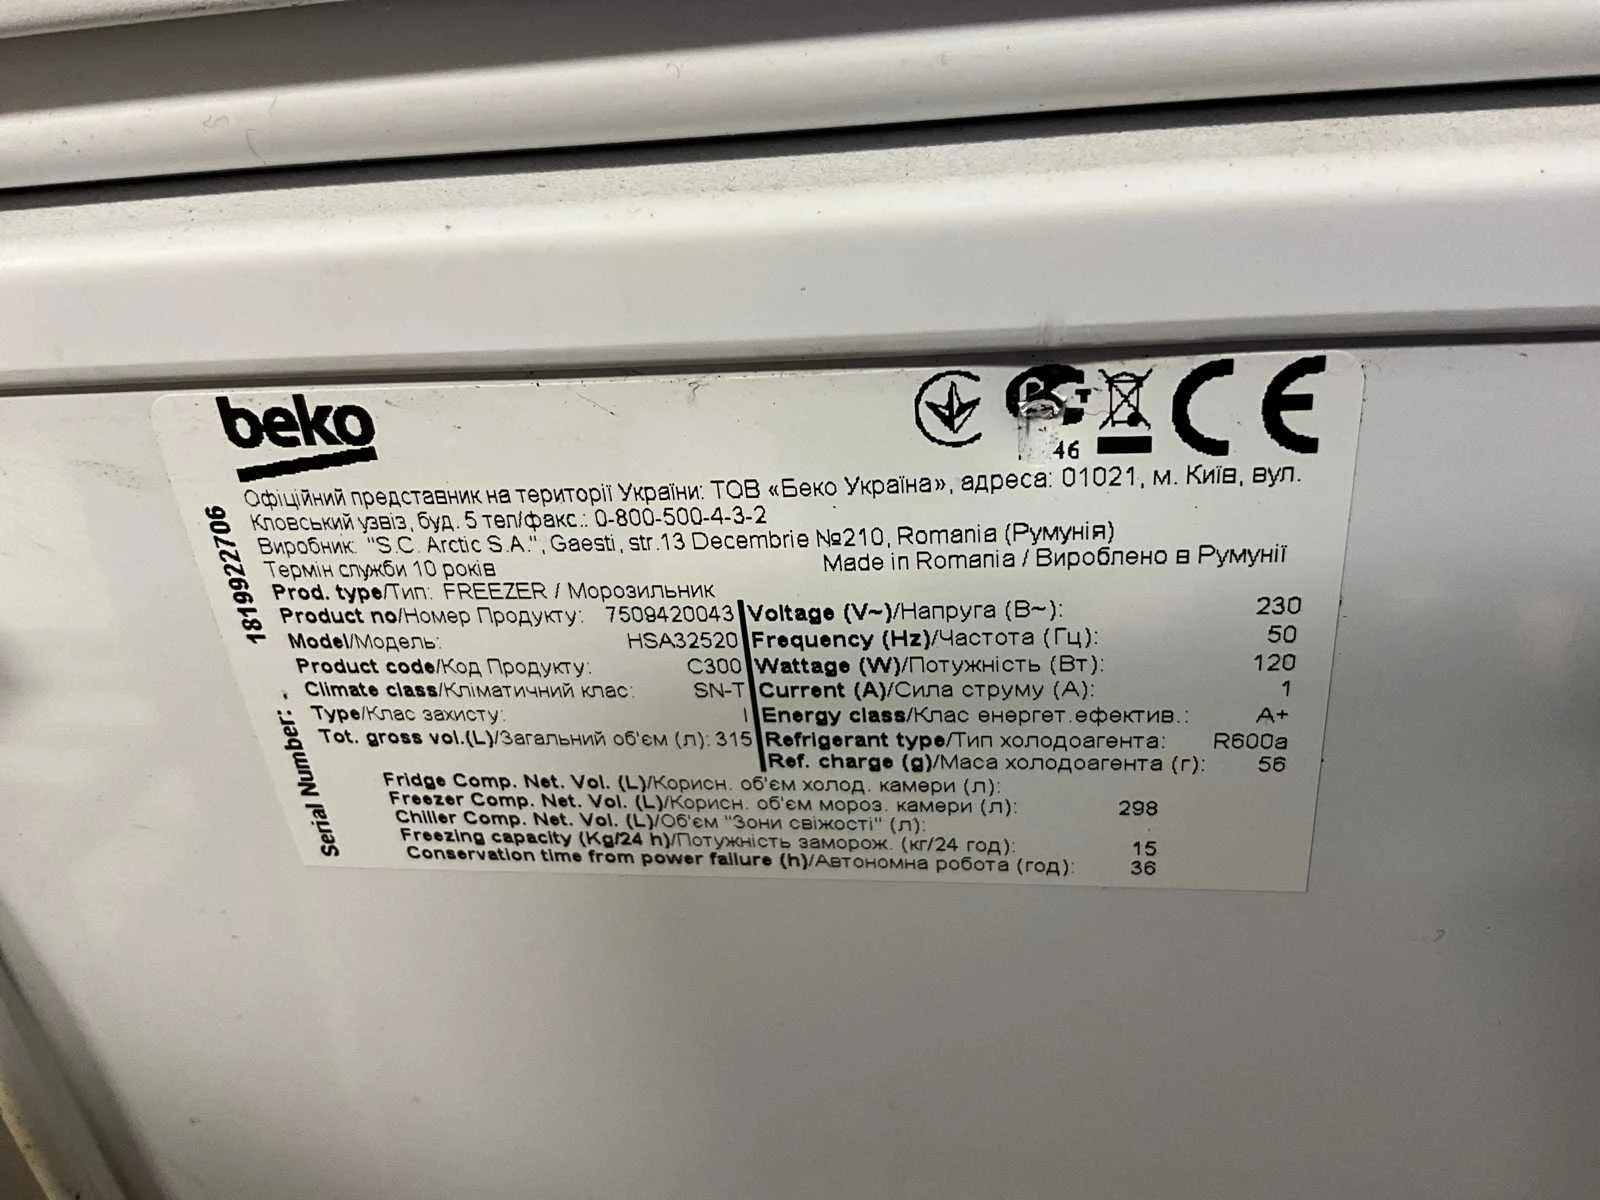 beko
46
Офіційний представник на території України: ТОВ «Беко Україна», адреса: 01021, м. Київ, вул.
Кловський узвіз, буд. 5 тел/факс.: 0-800-500-4-3-2
Виробник: "S.C. Arctic S.A.", Gaesti, str.13 Decembrie №210, Romania (Румунія)
Термін служби 10 років
Made in Romania / Вироблено в Румунії
Prod. type/Тип: FREEZER / Морозильник
Product no/Номер Продукту: 7509420043
Model/Модель: HSA32520
Product code/Код Продукту: C300
Climate class/Кліматичний клас: SN-T
Type/Клас захисту: I
Tot. gross vol.(L)/Загальний об'єм (л): 315
Voltage (V~)/Напруга (В~): 230
Frequency (Hz)/Частота (Гц): 50
Wattage (W)/Потужність (Вт): 120
Current (A)/Сила струму (А): 1
Energy class/Клас енергет.ефектив.: A+
Refrigerant type/Тип холодоагента: R600a
Ref. charge (g)/Маса холодоагента (г): 56
Fridge Comp. Net. Vol. (L)/Корисн. об'єм холод. камери (л):
Freezer Comp. Net. Vol. (L)/Корисн. об'єм мороз. камери (л): 298
Chiller Comp. Net. Vol. (L)/Об'єм "Зони свіжості" (л):
Freezing capacity (Kg/24 h)/Потужність заморож. (кг/24 год): 15
Conservation time from power failure (h)/Автономна робота (год): 36
Serial Number: 1819922706